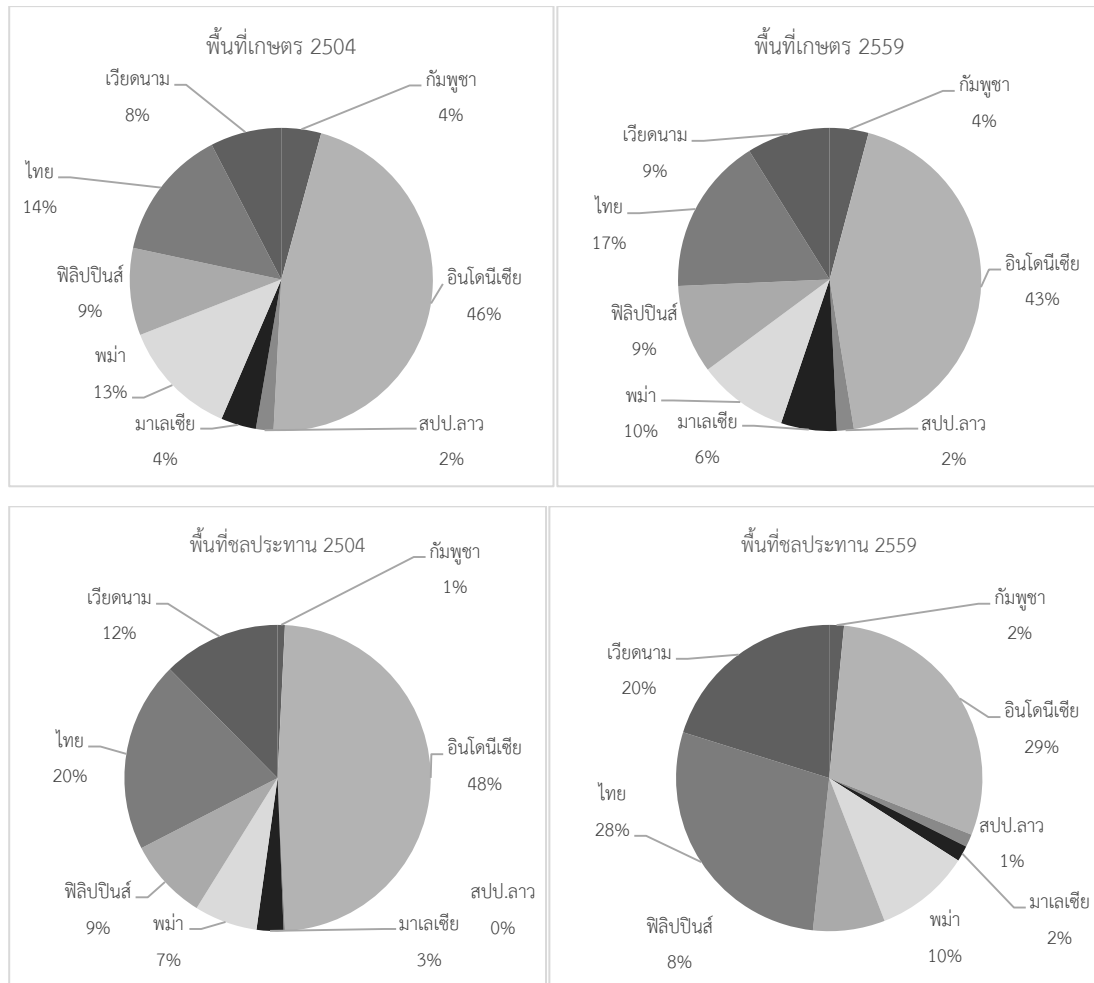 พื้นที่เกษตร 2504
เวียดนาม
8%
กัมพูชา
4%
ไทย
14%
ฟิลิปปินส์
9%
อินโดนีเซีย
46%
พม่า
13%
มาเลเซีย
4%
สปป.ลาว
2%
พื้นที่เกษตร 2559
กัมพูชา
4%
เวียดนาม
9%
ไทย
17%
อินโดนีเซีย
43%
ฟิลิปปินส์
9%
พม่า
10%
มาเลเซีย
6%
สปป.ลาว
2%
พื้นที่ชลประทาน 2504
กัมพูชา
1%
เวียดนาม
12%
ไทย
20%
อินโดนีเซีย
48%
ฟิลิปปินส์
9%
พม่า
7%
มาเลเซีย
3%
สปป.ลาว
0%
พื้นที่ชลประทาน 2559
กัมพูชา
2%
เวียดนาม
20%
อินโดนีเซีย
29%
ไทย
28%
สปป.ลาว
1%
มาเลเซีย
2%
พม่า
10%
ฟิลิปปินส์
8%